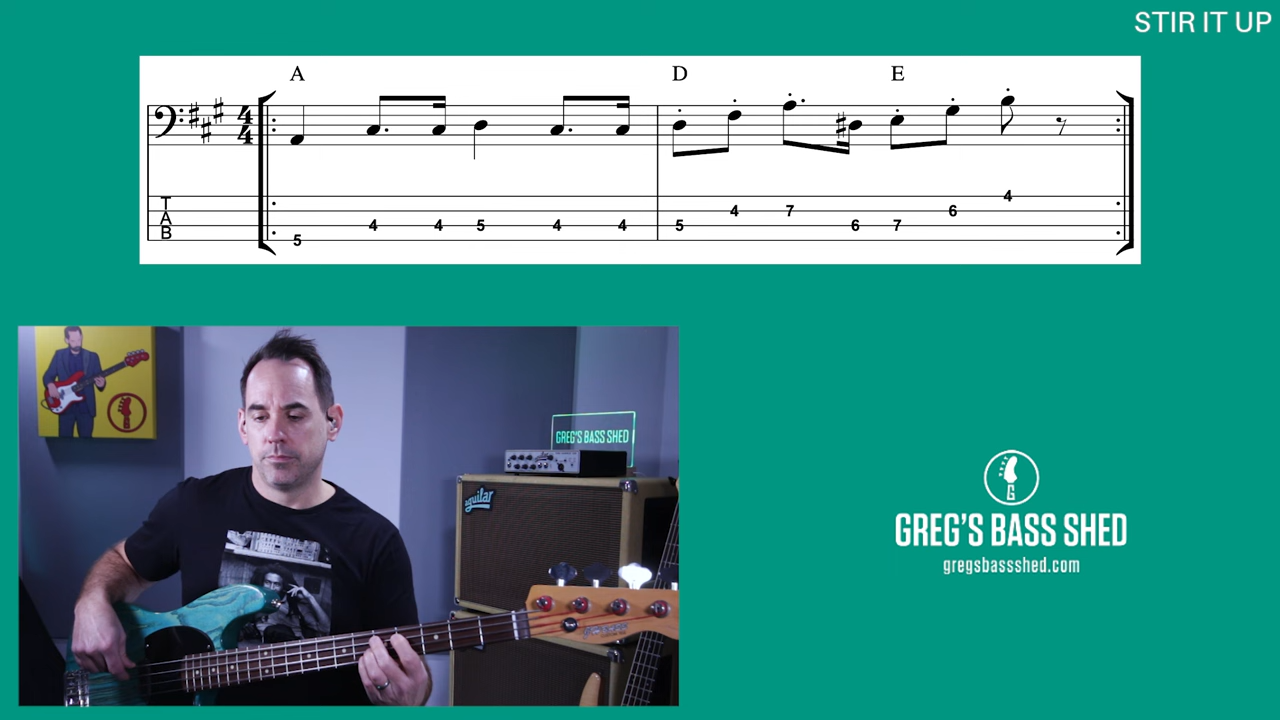 STIR IT UP
A D E
4
4
T
A
B
5 4 4 5 4 4 5 4 7 6 7 6 4
GREG'S BASS SHED
aguilar
G
GREG'S BASS SHED
gregsbassshed.com